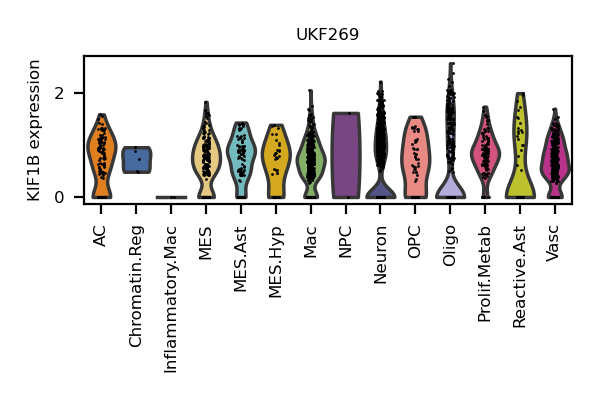 UKF269
KIF1B expression
2
0
AC
Chromatin.Reg
Inflammatory.Mac
MES
MES.Ast
MES.Hyp
Mac
NPC
Neuron
OPC
Oligo
Prolif.Metab
Reactive.Ast
Vasc